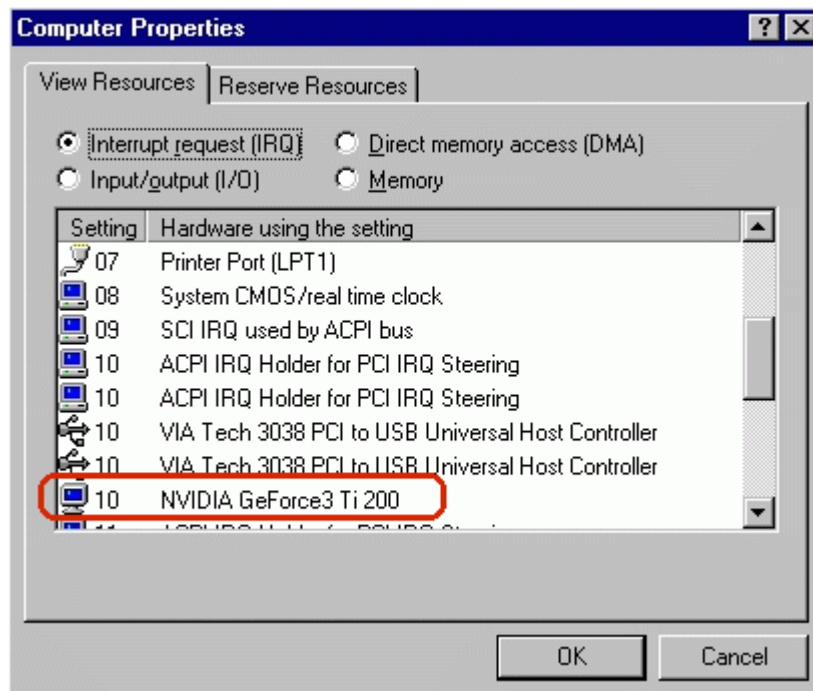 Computer Properties
View Resources Reserve Resources
Interrupt request (IRQ) Direct memory access (DMA)
Input/output (I/O) Memory
Setting Hardware using the setting
07 Printer Port (LPT1)
08 System CMOS/real time clock
09 SCI IRQ used by ACPI bus
10 ACPI IRQ Holder for PCI IRQ Steering
10 ACPI IRQ Holder for PCI IRQ Steering
10 VIA Tech 3038 PCI to USB Universal Host Controller
10 VIA Tech 3038 PCI to USB Universal Host Controller
10 NVIDIA GeForce3 Ti 200
OK Cancel